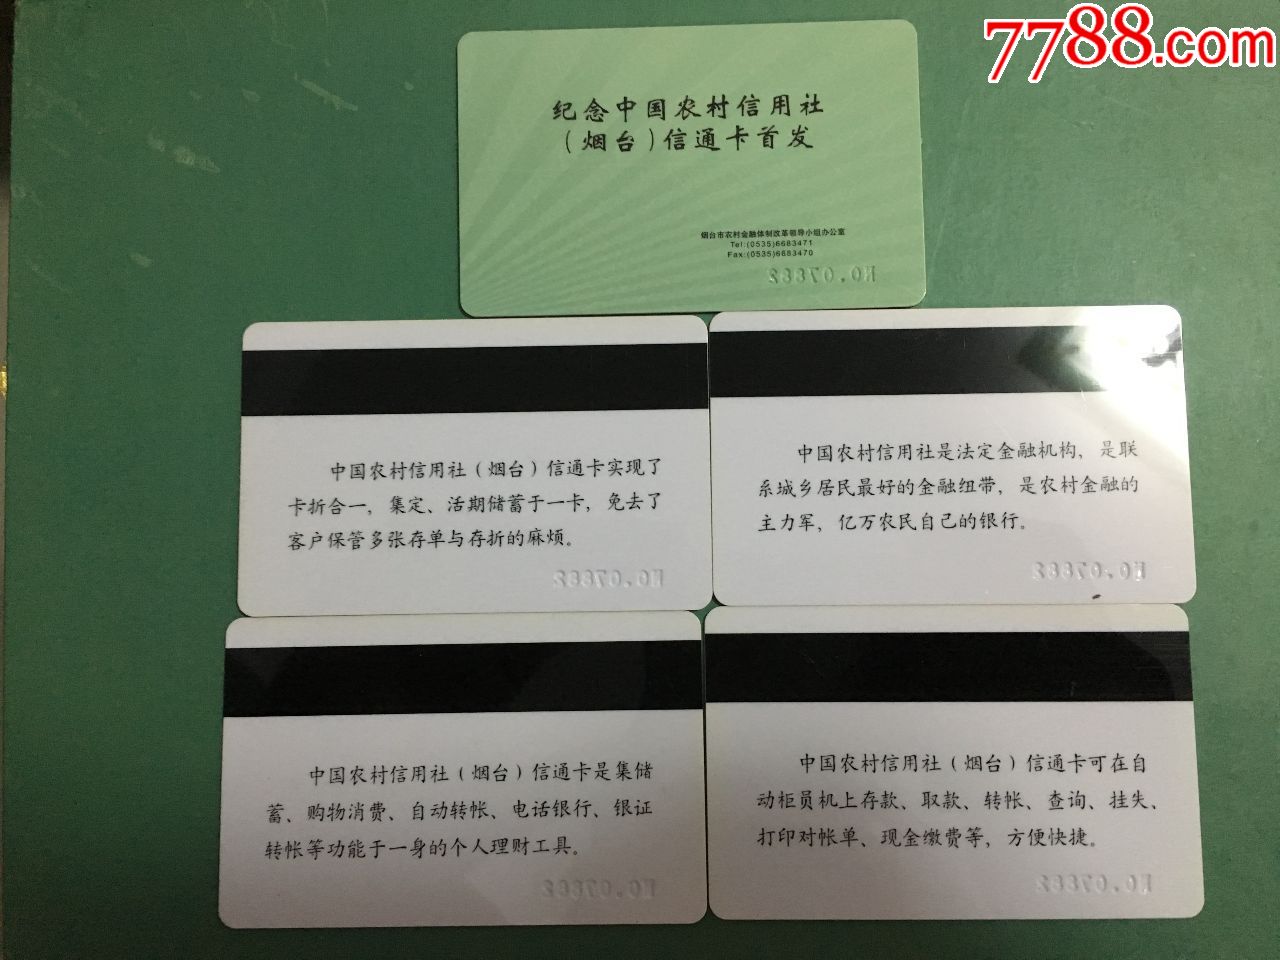 7788.com
纪念中国农村信用社
（烟台）信通卡首发
烟台市农村金融体制改革领导小组办公室
Tel:(0535)6683471
Fax:(0535)6683470
NO.07882
中国农村信用社（烟台）信通卡实现了
卡折合一，集定、活期储蓄于一卡，免去了
客户保管多张存单与存折的麻烦。
NO.07882
中国农村信用社是法定金融机构，是联
系城乡居民最好的金融纽带，是农村金融的
主力军，亿万农民自己的银行。
NO.07882
中国农村信用社（烟台）信通卡是集储
蓄、购物消费、自动转帐、电话银行、银证
转帐等功能于一身的个人理财工具。
NO.07882
中国农村信用社（烟台）信通卡可在自
动柜员机上存款、取款、转帐、查询、挂失、
打印对帐单、现金缴费等，方便快捷。
NO.07882